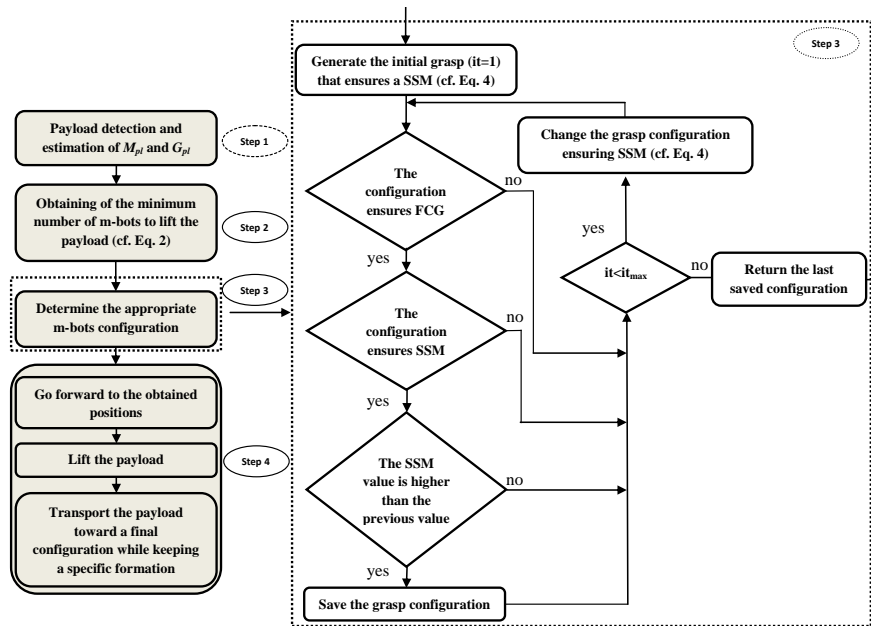 Payload detection and
estimation of Mpl and Gpl
Step 1
Obtaining of the minimum
number of m-bots to lift the
payload (cf. Eq. 2)
Step 2
Step 3
Determine the appropriate
m-bots configuration
Go forward to the obtained
positions
Lift the payload
Step 4
Transport the payload
toward a final
configuration while keeping
a specific formation
Step 3
Generate the initial grasp (it=1)
that ensures a SSM (cf. Eq. 4)
Change the grasp configuration
ensuring SSM (cf. Eq. 4)
The
configuration
ensures FCG
no
yes
yes
it<itmax
no
Return the last
saved configuration
The
configuration
ensures SSM
no
yes
The SSM
value is higher
than the
previous value
no
yes
Save the grasp configuration